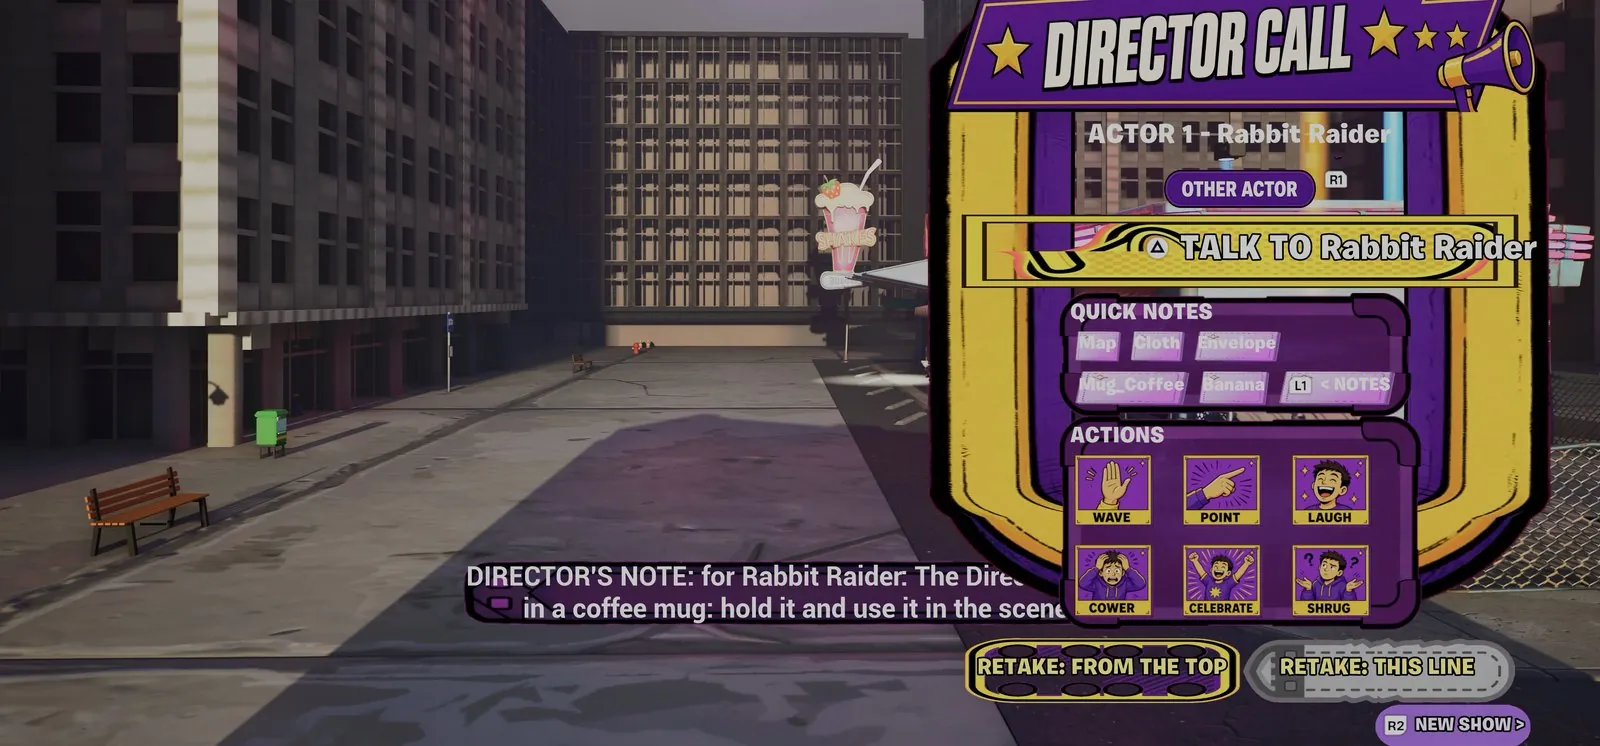 DIRECTOR CALL
ACTOR 1 - Rabbit Raider
OTHER ACTOR
R1
TALK TO Rabbit Raider
SHAKES
QUICK NOTES
Map Cloth Envelope
Mug_Coffee Banana L1 < NOTES
ACTIONS
WAVE POINT LAUGH
COWER CELEBRATE SHRUG
DIRECTOR'S NOTE: for Rabbit Raider: The Direc
in a coffee mug: hold it and use it in the scene
RETAKE: FROM THE TOP
RETAKE: THIS LINE
R2 NEW SHOW >